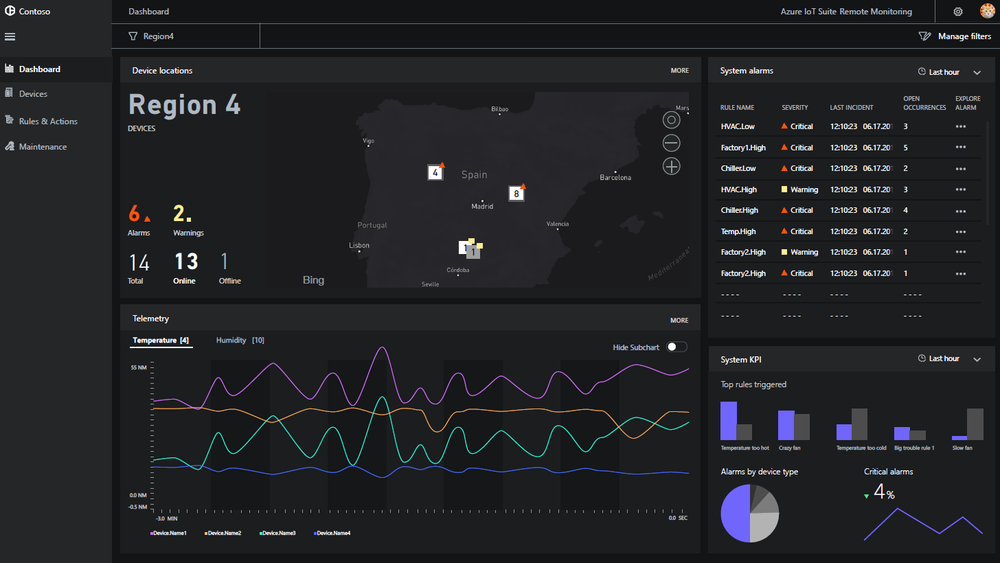 Contoso
Dashboard
Azure IoT Suite Remote Monitoring
Region4
Manage filters
Dashboard
Devices
Rules & Actions
Maintenance
Device locations
MORE
Region 4
DEVICES
6
Alarms
2
Warnings
14
Total
13
Online
1
Offline
Bilbao
Mars
Vigo
4
Spain
Barcelona
8
Madrid
Portugal
Valencia
Lisbon
1
1
Córdoba
Seville
Mediterranea
Bing
System alarms
Last hour
RULE NAME SEVERITY LAST INCIDENT OPEN OCCURRENCES EXPLORE ALARM
HVAC.Low Critical 12:10:23 06.17.201 3
Factory1.High Critical 12:10:23 06.17.201 5
Chiller.Low Critical 12:10:23 06.17.201 2
HVAC.High Warning 12:10:23 06.17.201 3
Chiller.High Critical 12:10:23 06.17.201 4
Temp.High Critical 12:10:23 06.17.201 2
Factory2.High Warning 12:10:23 06.17.201 1
Factory2.High Critical 12:10:23 06.17.201 1
---- ---- ---- ----
---- ---- ---- ----
Telemetry
MORE
Temperature [4] Humidity [10]
Hide Subchart
55 NM
0.0 NM
-0.5 NM
-3.0 MIN
0.0 SEC
Device.Name1 Device.Name2 Device.Name3 Device.Name4
System KPI
Last hour
Top rules triggered
Temperature too hot Crazy fan Temperature too cold Big trouble rule 1 Slow fan
Alarms by device type
Critical alarms
4%